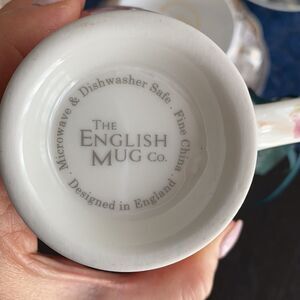 Microwave & Dishwasher Safe · Fine China ·
THE
ENGLISH
MUG Co.
Designed in England ·